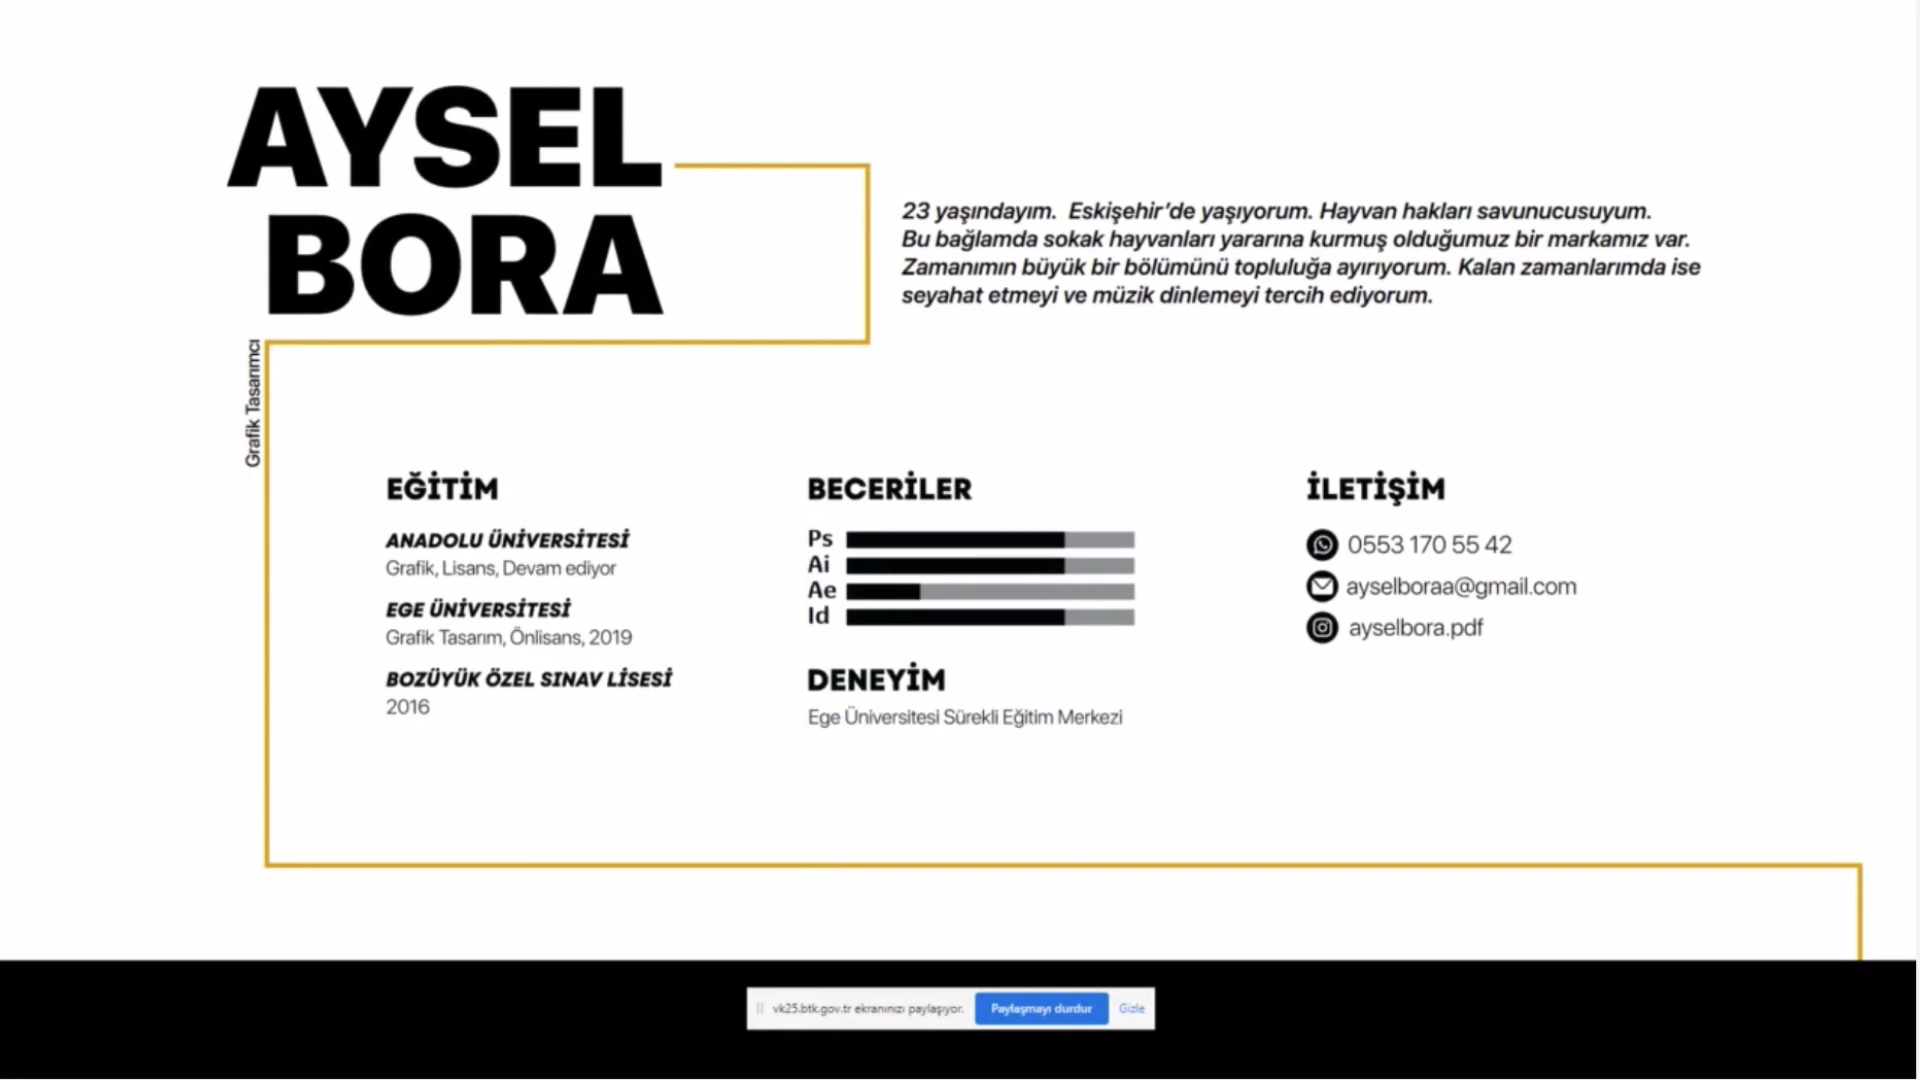 AYSEL
BORA
Grafik Tasarımcı
23 yaşındayım.  Eskişehir’de yaşıyorum. Hayvan hakları savunucusuyum.
Bu bağlamda sokak hayvanları yararına kurmuş olduğumuz bir markamız var.
Zamanımın büyük bir bölümünü topluluğa ayırıyorum. Kalan zamanlarımda ise
seyahat etmeyi ve müzik dinlemeyi tercih ediyorum.
EĞİTİM
ANADOLU ÜNİVERSİTESİ
Grafik, Lisans, Devam ediyor
EGE ÜNİVERSİTESİ
Grafik Tasarım, Önlisans, 2019
BOZÜYÜK ÖZEL SINAV LİSESİ
2016
BECERİLER
Ps
Ai
Ae
Id
DENEYİM
Ege Üniversitesi Sürekli Eğitim Merkezi
İLETİŞİM
0553 170 55 42
ayselboraa@gmail.com
ayselbora.pdf
vk25.btk.gov.tr ekranınızı paylaşıyor.
Paylaşmayı durdur
Gizle